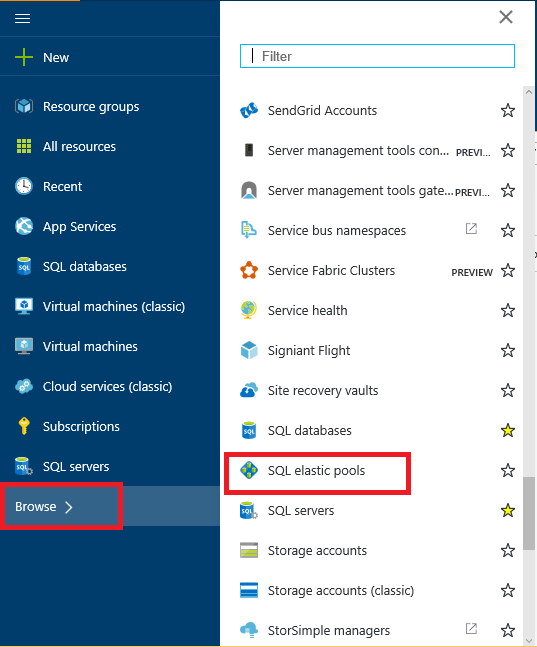 New
Resource groups
All resources
Recent
App Services
SQL databases
Virtual machines (classic)
Virtual machines
Cloud services (classic)
Subscriptions
SQL servers
Browse
Filter
SendGrid Accounts
Server management tools con... PREVI...
Server management tools gate... PREVI...
Service bus namespaces
Service Fabric Clusters PREVIEW
Service health
Signiant Flight
Site recovery vaults
SQL databases
SQL elastic pools
SQL servers
Storage accounts
Storage accounts (classic)
StorSimple managers